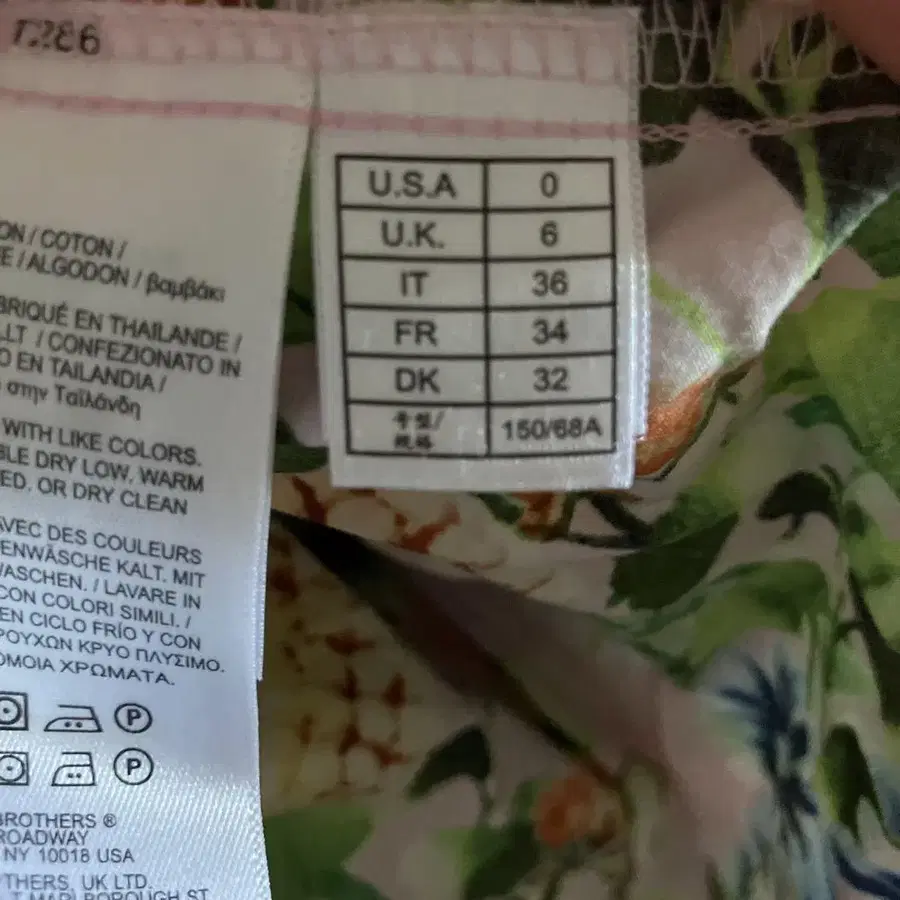 7286
ON / COTON /
E / ALGODON / βαμβάκι
BRIQUÉ EN THAILANDE /
LLT / CONFEZIONATO IN
O EN TAILANDIA /
στην Ταϊλάνδη
WITH LIKE COLORS.
BLE DRY LOW. WARM
ED. OR DRY CLEAN
AVEC DES COULEURS
ENWÄSCHE KALT. MIT
WASCHEN. / LAVARE IN
CON COLORI SIMILI. /
EN CICLO FRÍO Y CON
ΡΟΥΧΩΝ ΚΡΥΟ ΠΛΥΣΙΜΟ.
ΟΜΟΙΑ ΧΡΩΜΑΤΑ.
P
P
BROTHERS ®
ROADWAY
NY 10018 USA
THERS, UK LTD.
T MARLBOROUGH ST
U.S.A 0
U.K. 6
IT 36
FR 34
DK 32
号型/
规格 150/68A